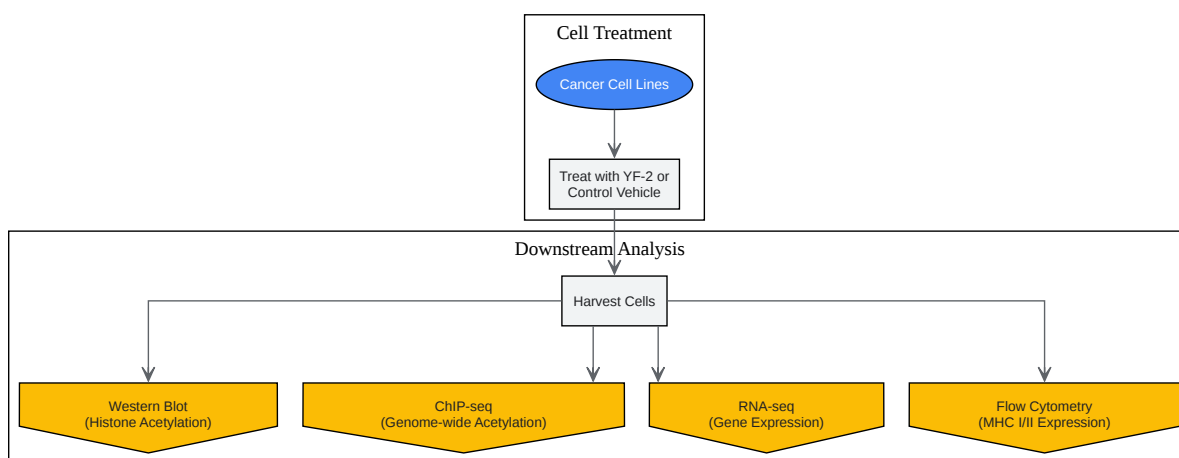 Cell Treatment
Cancer Cell Lines
Treat with YF-2 or
Control Vehicle
Downstream Analysis
Harvest Cells
Western Blot
(Histone Acetylation)
ChIP-seq
(Genome-wide Acetylation)
RNA-seq
(Gene Expression)
Flow Cytometry
(MHC I/II Expression)